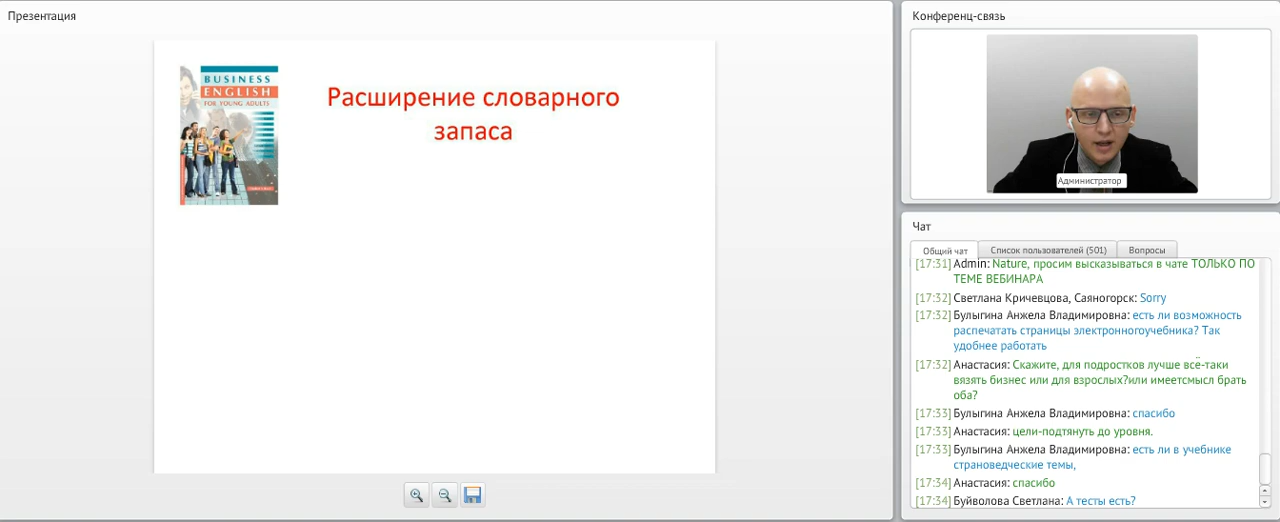 Презентация
BUSINESS
ENGLISH
FOR YOUNG ADULTS
Расширение словарного
запаса
Конференц-связь
Администратор
Чат
Общий чат
Список пользователей (501)
Вопросы
[17:31] Admin: Nature, просим высказываться в чате ТОЛЬКО ПО
ТЕМЕ ВЕБИНАРА
[17:32] Светлана Кричевцова, Саяногорск: Sorry
[17:32] Булыгина Анжела Владимировна: есть ли возможность
распечатать страницы электронногоучебника? Так
удобнее работать
[17:32] Анастасия: Скажите, для подростков лучше всё-таки
вязять бизнес или для взрослых?или имеетсмысл брать
оба?
[17:33] Булыгина Анжела Владимировна: спасибо
[17:33] Анастасия: цели-подтянуть до уровня.
[17:33] Булыгина Анжела Владимировна: есть ли в учебнике
страноведческие темы,
[17:34] Анастасия: спасибо
[17:34] Буйволова Светлана: А тесты есть?